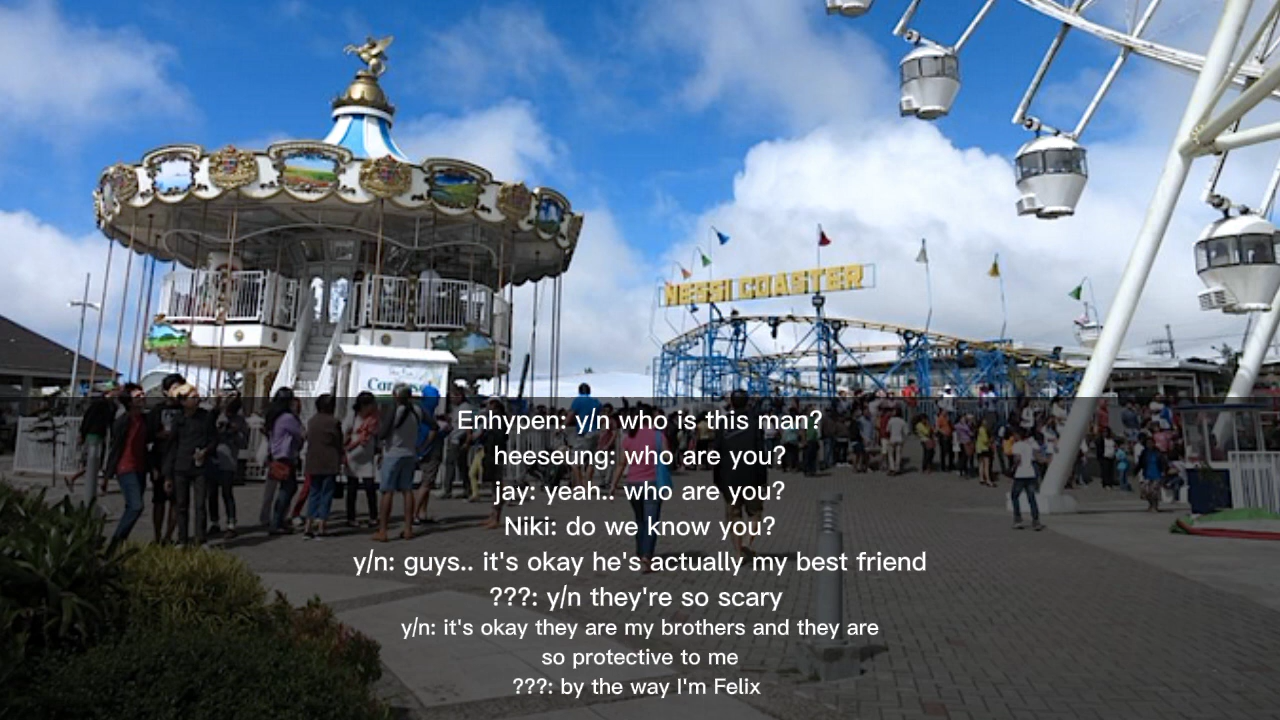 NESSI COASTER
Carousel
Enhypen: y/n who is this man?
heeseung: who are you?
jay: yeah.. who are you?
Niki: do we know you?
y/n: guys.. it's okay he's actually my best friend
???: y/n they're so scary
y/n: it's okay they are my brothers and they are
so protective to me
???: by the way I'm Felix